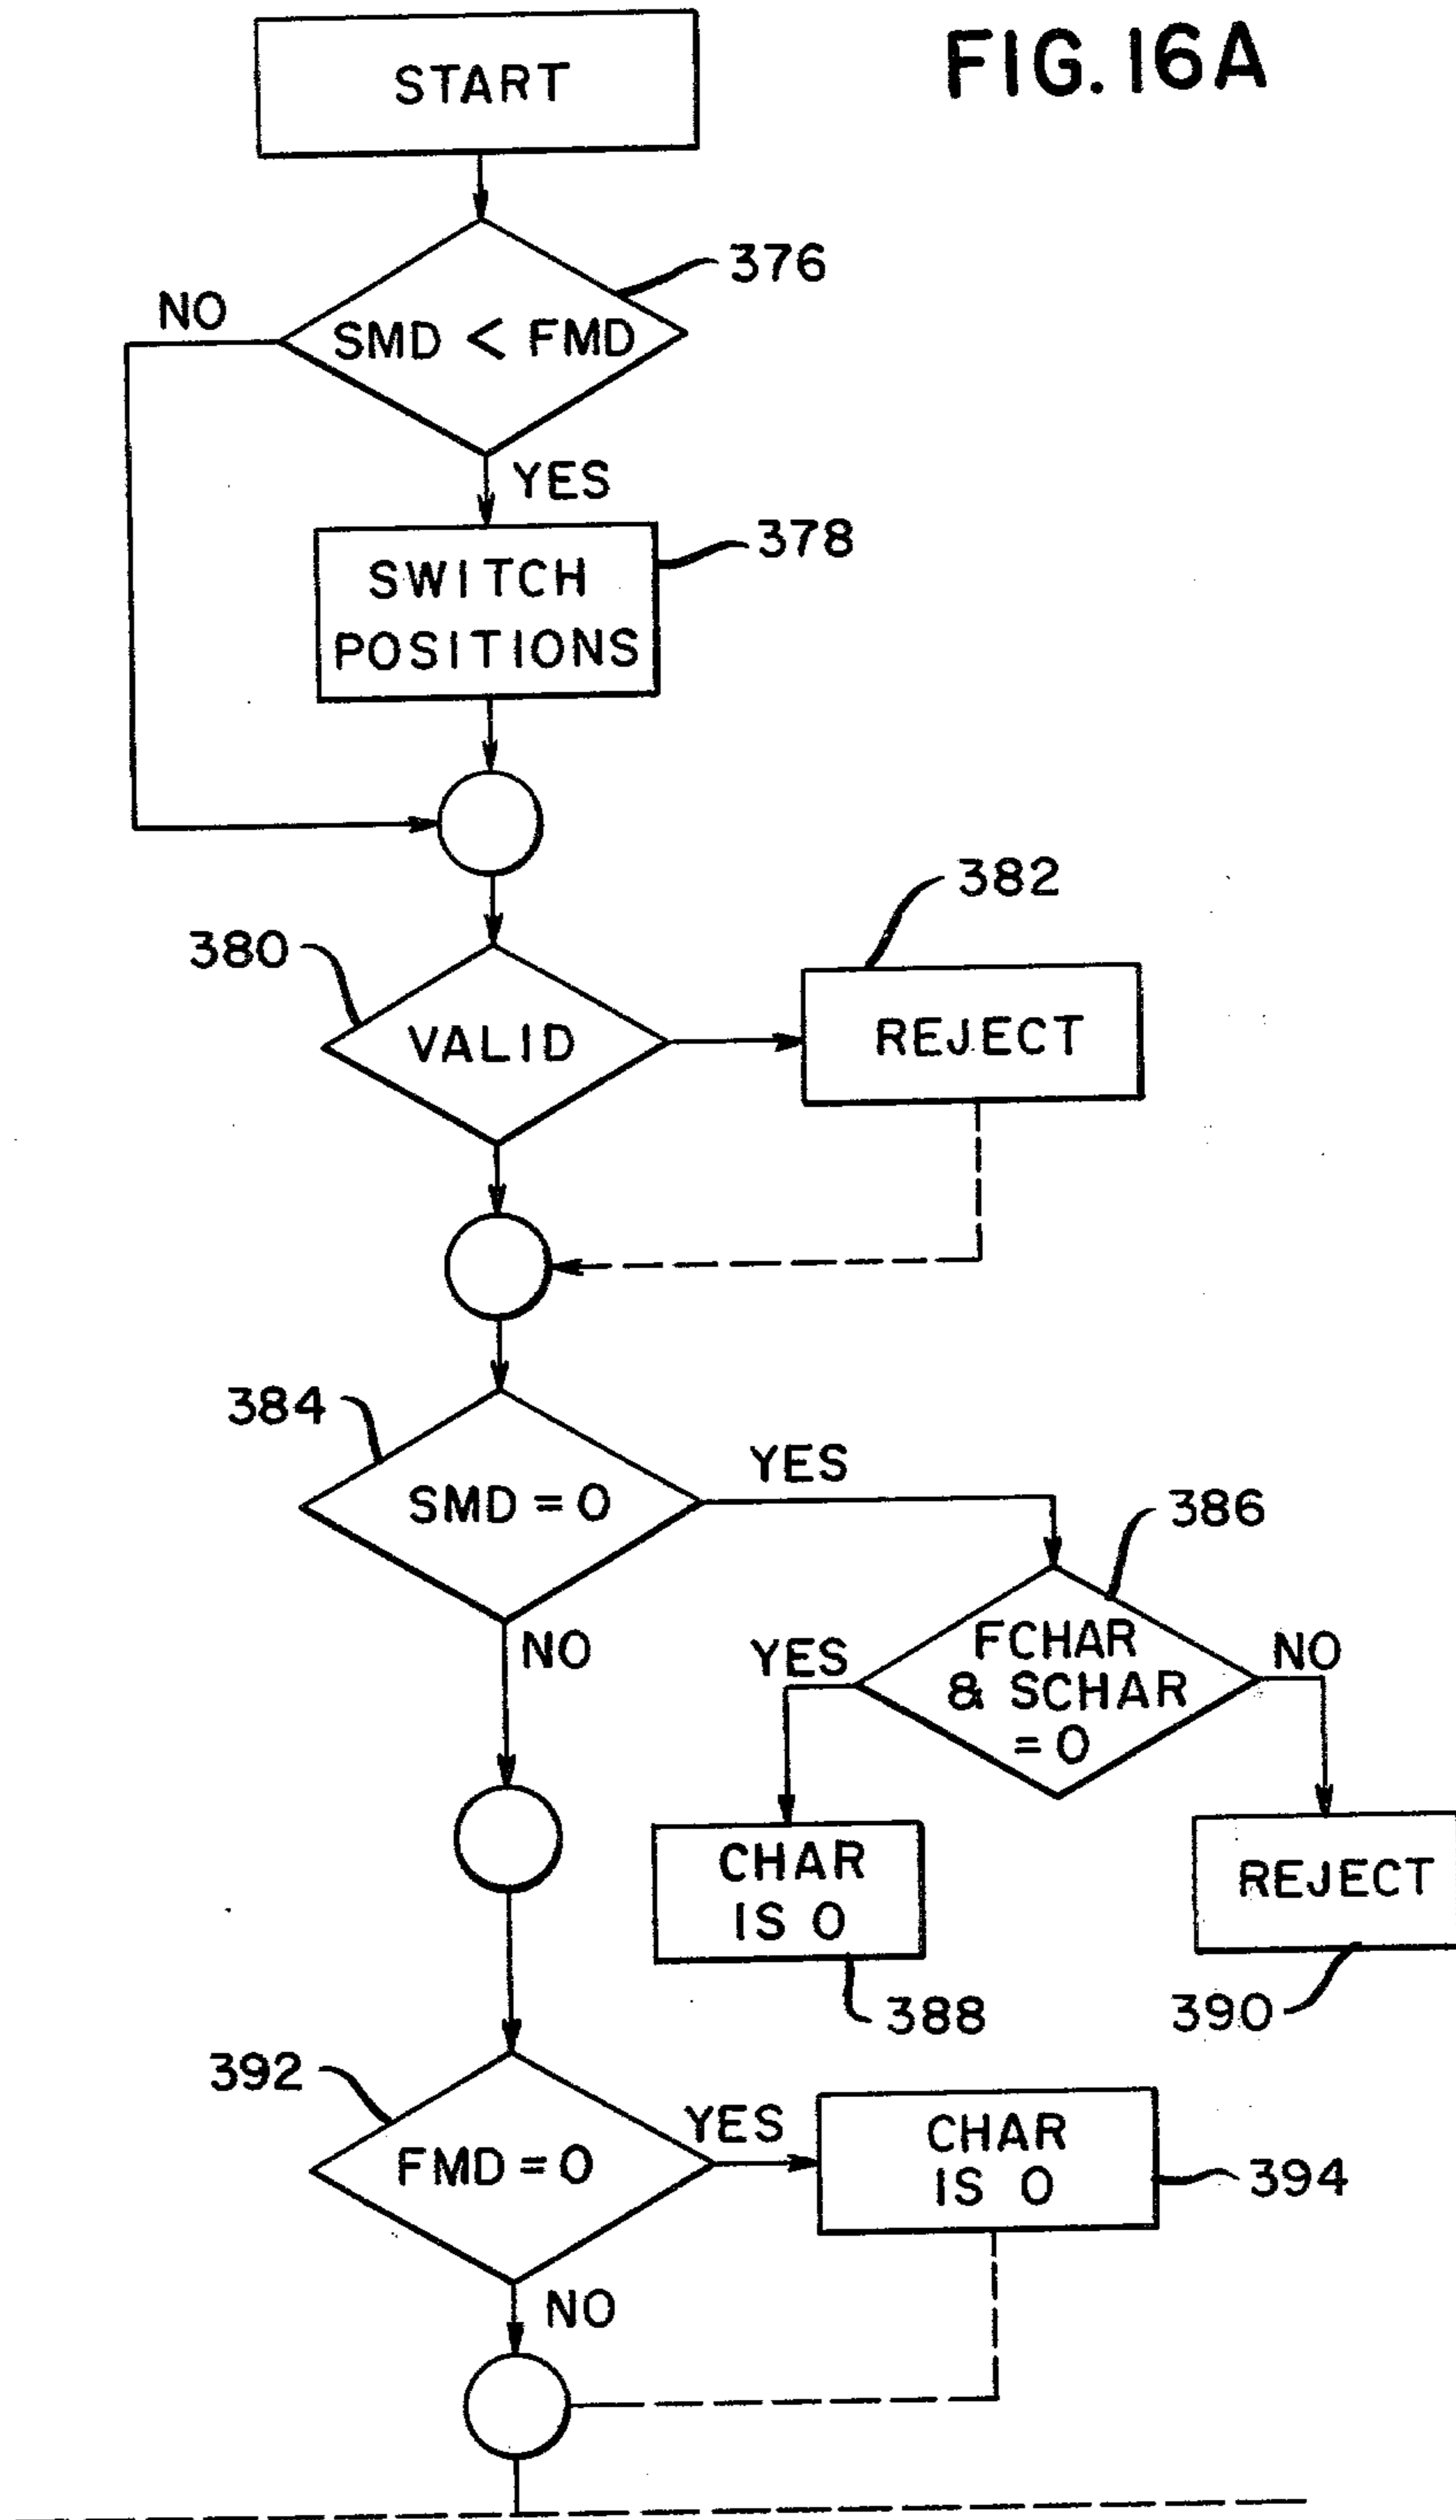 FIG. 16A
START
376
NO
SMD < FMD
YES
378
SWITCH
POSITIONS
382
380
VALID
REJECT
384
SMD = 0
YES
386
NO
YES
FCHAR
& SCHAR
= 0
NO
CHAR
IS 0
REJECT
388
390
392
FMD = 0
YES
CHAR
IS 0
394
NO